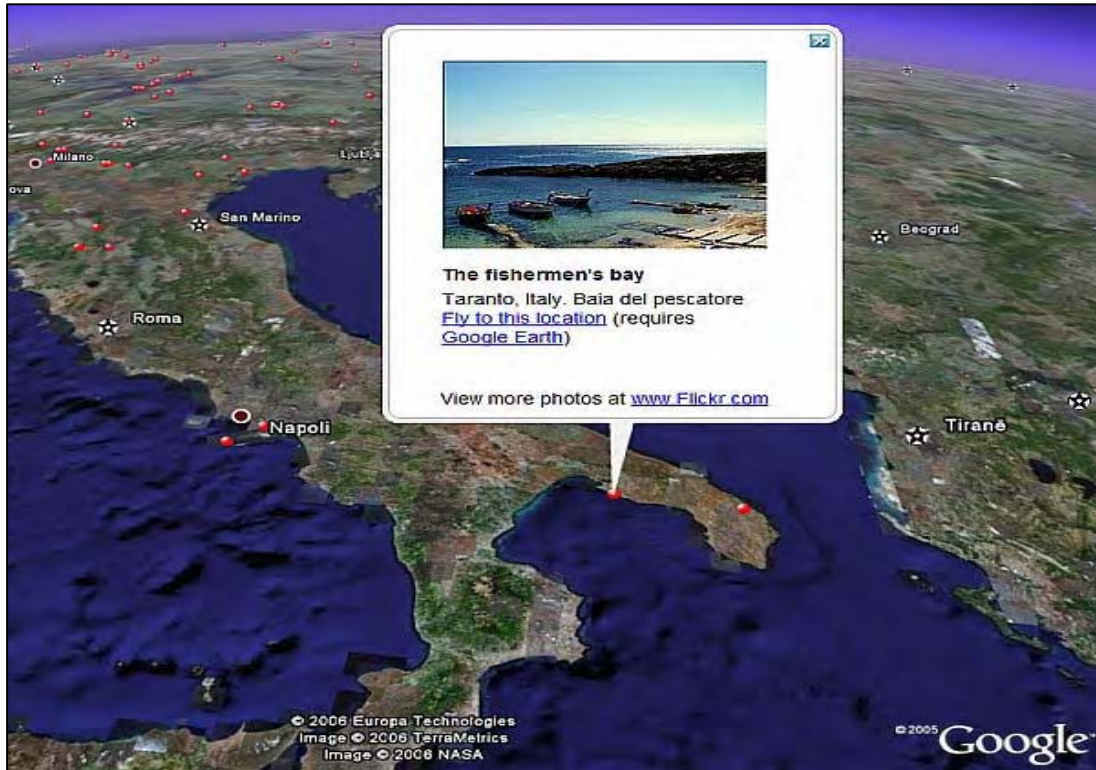 Milano
Ljublja
ova
San Marino
Roma
Napoli
The fishermen's bay
Taranto, Italy. Baia del pescatore
Fly to this location (requires
Google Earth)
View more photos at www.Flickr.com
Beograd
Tiranë
© 2006 Europa Technologies
Image © 2006 TerraMetrics
Image © 2006 NASA
© 2005 Google